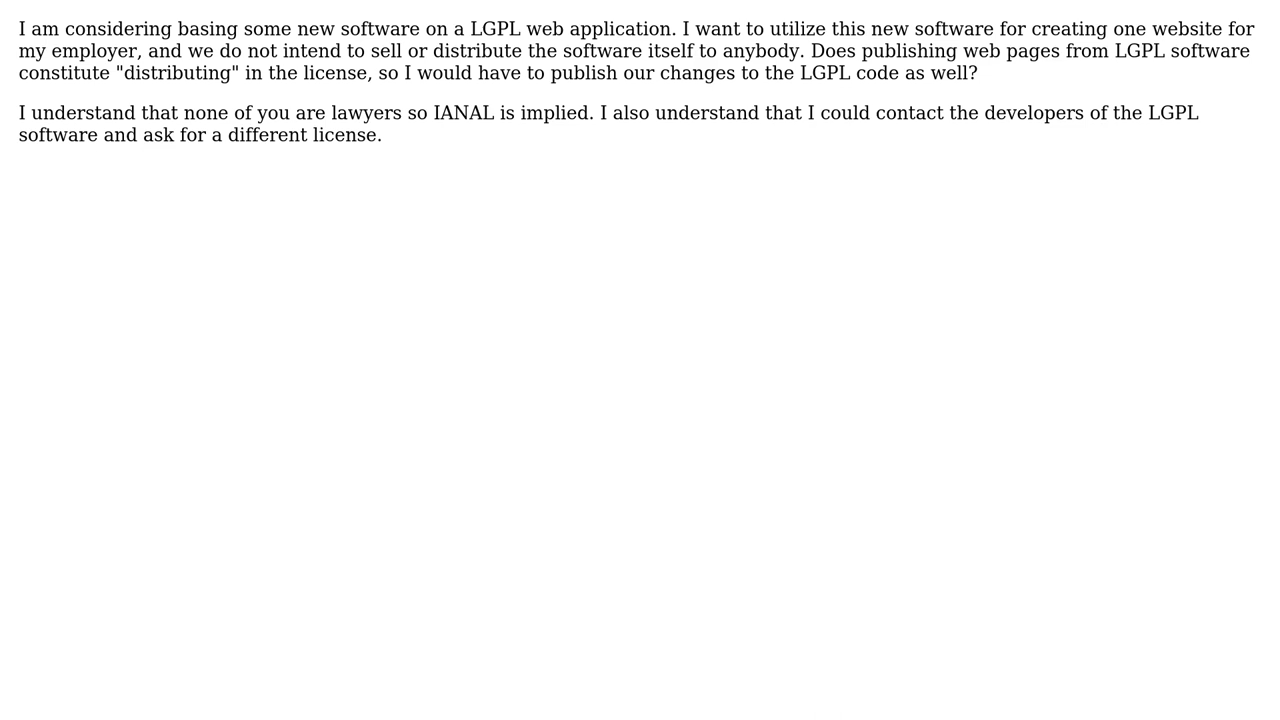 I am considering basing some new software on a LGPL web application. I want to utilize this new software for creating one website for
my employer, and we do not intend to sell or distribute the software itself to anybody. Does publishing web pages from LGPL software
constitute "distributing" in the license, so I would have to publish our changes to the LGPL code as well?
I understand that none of you are lawyers so IANAL is implied. I also understand that I could contact the developers of the LGPL
software and ask for a different license.